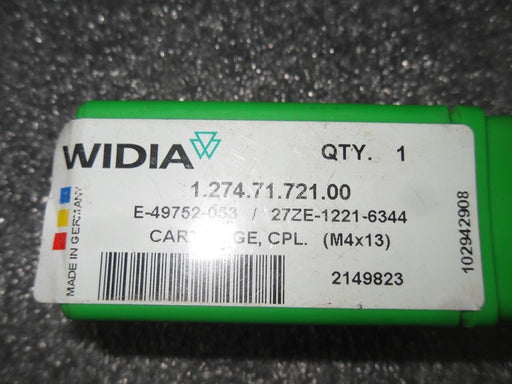 WIDIA
QTY. 1
1.274.71.721.00
E-49752-053 / 27ZE-1221-6344
CARTRIDGE, CPL. (M4x13)
2149823
MADE IN GERMANY
102942908